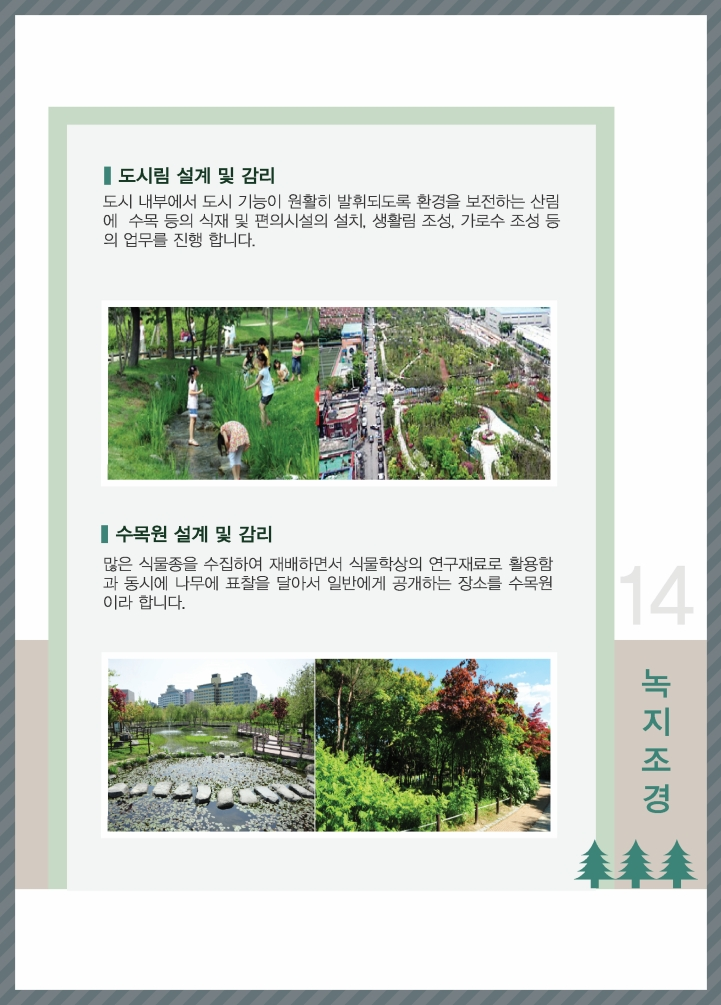 도시림 설계 및 감리
도시 내부에서 도시 기능이 원활히 발휘되도록 환경을 보전하는 산림
에 수목 등의 식재 및 편의시설의 설치, 생활림 조성, 가로수 조성 등
의 업무를 진행 합니다.
수목원 설계 및 감리
많은 식물종을 수집하여 재배하면서 식물학상의 연구재료로 활용함
과 동시에 나무에 표찰을 달아서 일반에게 공개하는 장소를 수목원
이라 합니다.
14
녹
지
조
경